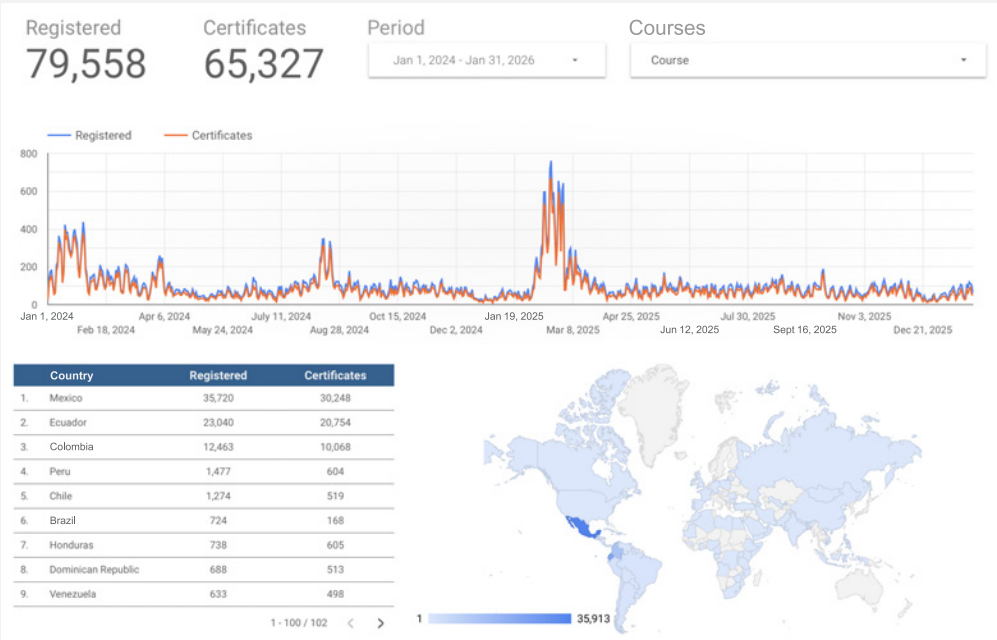 Registered
79,558
Certificates
65,327
Period
Jan 1, 2024 - Jan 31, 2026
Courses
Course
Registered Certificates
800
600
400
200
0
Jan 1, 2024 Feb 18, 2024 Apr 6, 2024 May 24, 2024 July 11, 2024 Aug 28, 2024 Oct 15, 2024 Dec 2, 2024 Jan 19, 2025 Mar 8, 2025 Apr 25, 2025 Jun 12, 2025 Jul 30, 2025 Sept 16, 2025 Nov 3, 2025 Dec 21, 2025
Country Registered Certificates
1. Mexico 35,720 30,248
2. Ecuador 23,040 20,754
3. Colombia 12,463 10,068
4. Peru 1,477 604
5. Chile 1,274 519
6. Brazil 724 168
7. Honduras 738 605
8. Dominican Republic 688 513
9. Venezuela 633 498
1 - 100 / 102
1 35,913